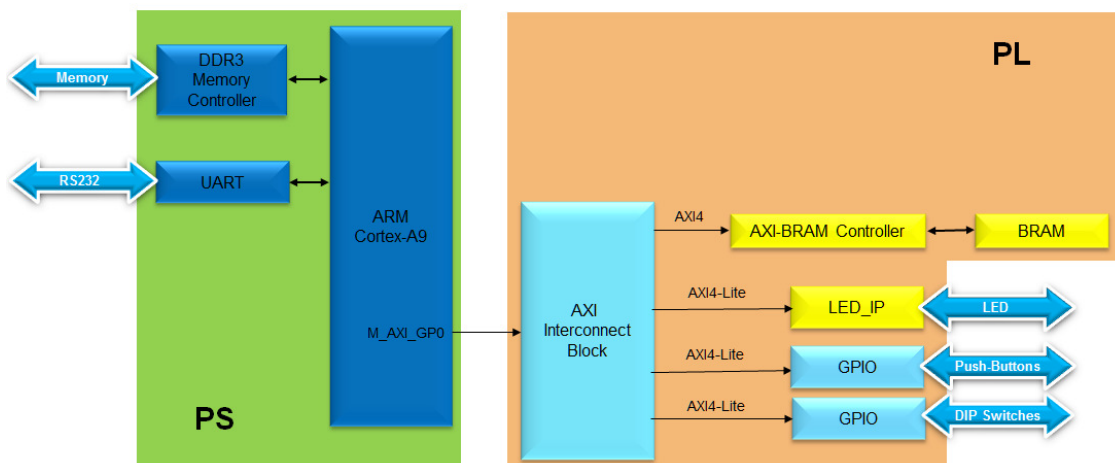 PL
DDR3
Memory
Controller
Memory
UART
RS232
ARM
Cortex-A9
M_AXI_GP0
PS
AXI
Interconnect
Block
AXI4
AXI-BRAM Controller
BRAM
AXI4-Lite
LED_IP
LED
AXI4-Lite
GPIO
Push-Buttons
AXI4-Lite
GPIO
DIP Switches